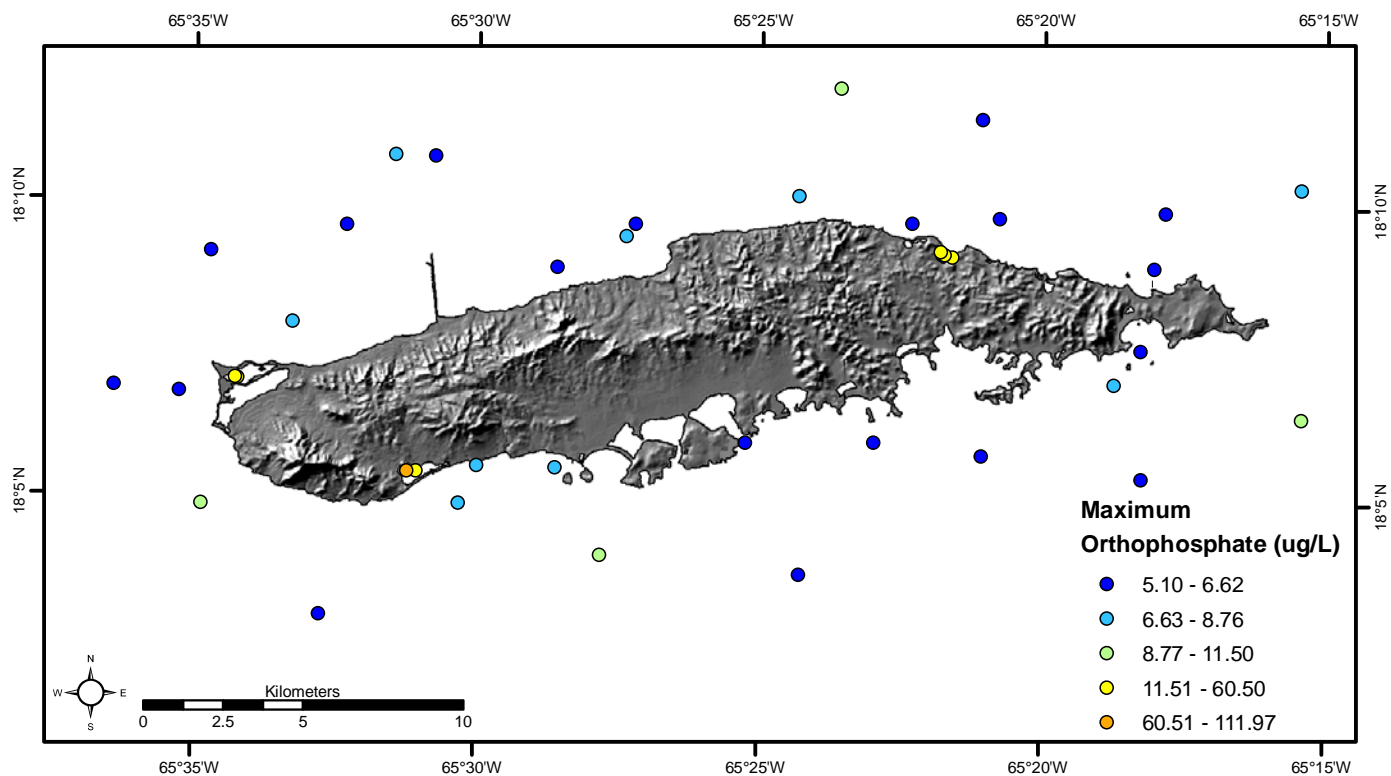 65°35'W 65°30'W 65°25'W 65°20'W 65°15'W
18°10'N
18°10'N
18°5'N
18°5'N
Maximum
Orthophosphate (ug/L)
5.10 - 6.62
6.63 - 8.76
8.77 - 11.50
11.51 - 60.50
60.51 - 111.97
N
W E
S
Kilometers
0 2.5 5 10
65°35'W 65°30'W 65°25'W 65°20'W 65°15'W